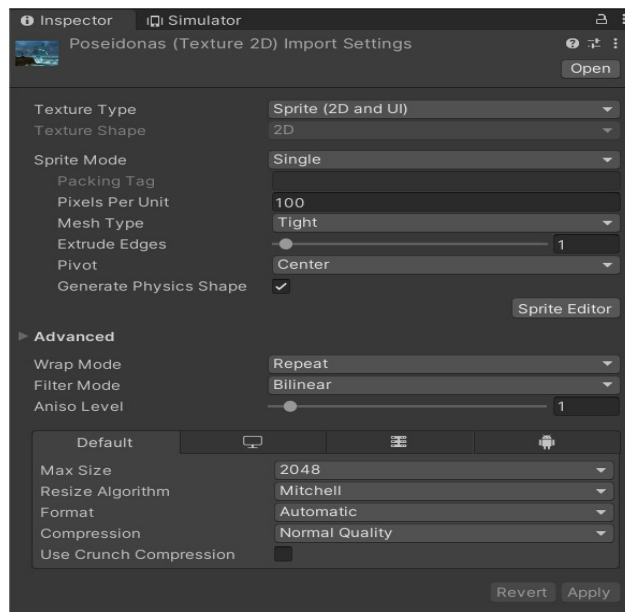 Inspector Simulator
Poseidonas (Texture 2D) Import Settings
Open
Texture Type Sprite (2D and UI)
Texture Shape 2D
Sprite Mode Single
Packing Tag
Pixels Per Unit 100
Mesh Type Tight
Extrude Edges 1
Pivot Center
Generate Physics Shape
Sprite Editor
Advanced
Wrap Mode Repeat
Filter Mode Bilinear
Aniso Level 1
Default
Max Size 2048
Resize Algorithm Mitchell
Format Automatic
Compression Normal Quality
Use Crunch Compression
Revert Apply